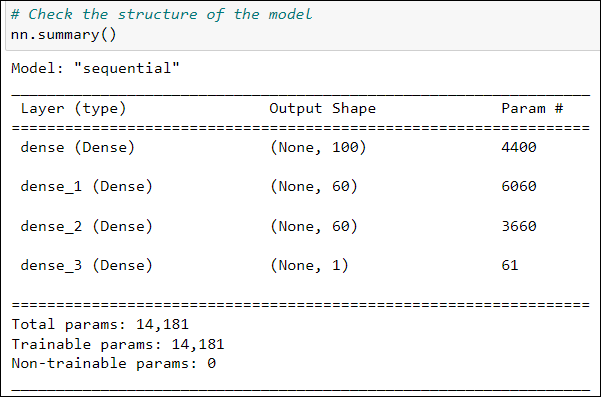 # Check the structure of the model
nn.summary()
Model: "sequential"
Layer (type) Output Shape Param #
dense (Dense) (None, 100) 4400
dense_1 (Dense) (None, 60) 6060
dense_2 (Dense) (None, 60) 3660
dense_3 (Dense) (None, 1) 61
Total params: 14,181
Trainable params: 14,181
Non-trainable params: 0